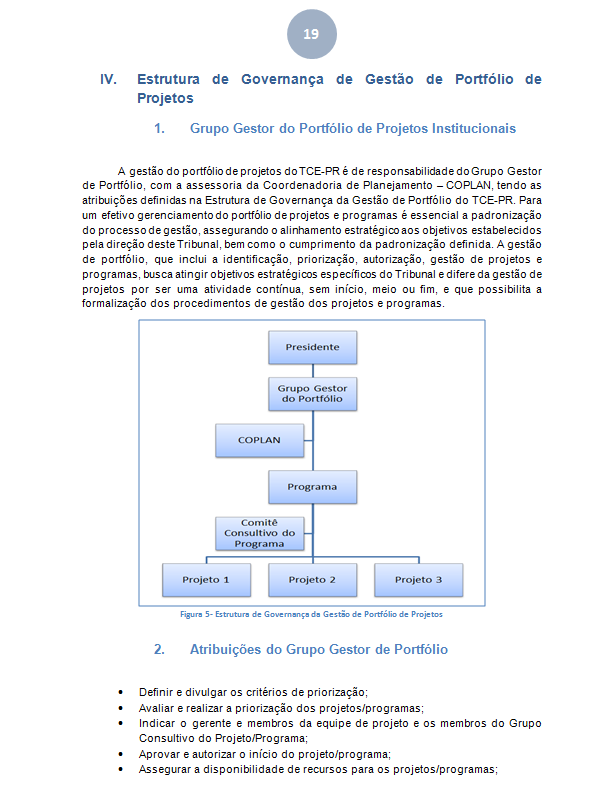 19
IV. Estrutura de Governança de Gestão de Portfólio de
Projetos
1. Grupo Gestor do Portfólio de Projetos Institucionais
A gestão do portfólio de projetos do TCE-PR é de responsabilidade do Grupo Gestor
de Portfólio, com a assessoria da Coordenadoria de Planejamento – COPLAN, tendo as
atribuições definidas na Estrutura de Governança da Gestão de Portfólio do TCE-PR. Para
um efetivo gerenciamento do portfólio de projetos e programas é essencial a padronização
do processo de gestão, assegurando o alinhamento estratégico aos objetivos estabelecidos
pela direção deste Tribunal, bem como o cumprimento da padronização definida. A gestão
de portfólio, que inclui a identificação, priorização, autorização, gestão de projetos e
programas, busca atingir objetivos estratégicos específicos do Tribunal e difere da gestão de
projetos por ser uma atividade contínua, sem início, meio ou fim, e que possibilita a
formalização dos procedimentos de gestão dos projetos e programas.
Presidente
Grupo Gestor
do Portfólio
COPLAN
Programa
Comitê
Consultivo do
Programa
Projeto 1 Projeto 2 Projeto 3
Figura 5- Estrutura de Governança da Gestão de Portfólio de Projetos
2. Atribuições do Grupo Gestor de Portfólio
• Definir e divulgar os critérios de priorização;
• Avaliar e realizar a priorização dos projetos/programas;
• Indicar o gerente e membros da equipe de projeto e os membros do Grupo
Consultivo do Projeto/Programa;
• Aprovar e autorizar o início do projeto/programa;
• Assegurar a disponibilidade de recursos para os projetos/programas;